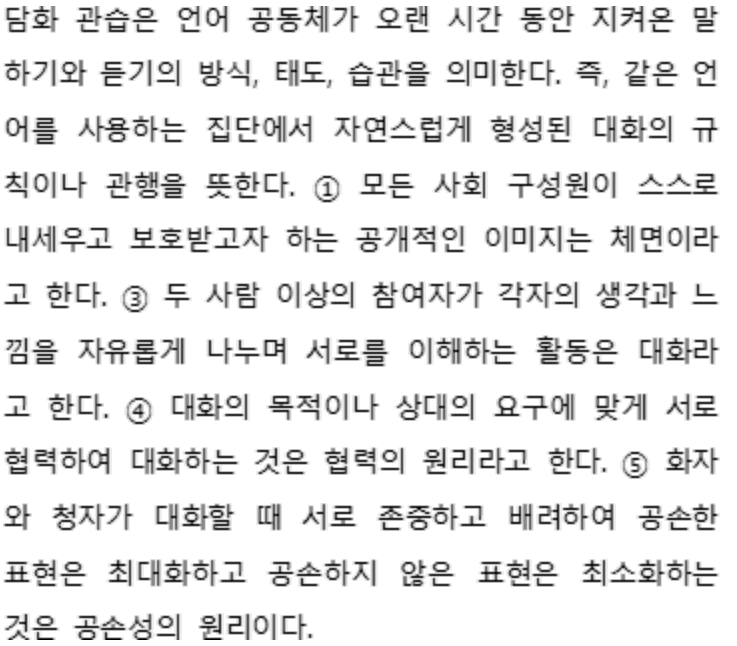 담화 관습은 언어 공동체가 오랜 시간 동안 지켜온 말
하기와 듣기의 방식, 태도, 습관을 의미한다. 즉, 같은 언
어를 사용하는 집단에서 자연스럽게 형성된 대화의 규
칙이나 관행을 뜻한다. ① 모든 사회 구성원이 스스로
내세우고 보호받고자 하는 공개적인 이미지는 체면이라
고 한다. ③ 두 사람 이상의 참여자가 각자의 생각과 느
낌을 자유롭게 나누며 서로를 이해하는 활동은 대화라
고 한다. ④ 대화의 목적이나 상대의 요구에 맞게 서로
협력하여 대화하는 것은 협력의 원리라고 한다. ⑤ 화자
와 청자가 대화할 때 서로 존중하고 배려하여 공손한
표현은 최대화하고 공손하지 않은 표현은 최소화하는
것은 공손성의 원리이다.